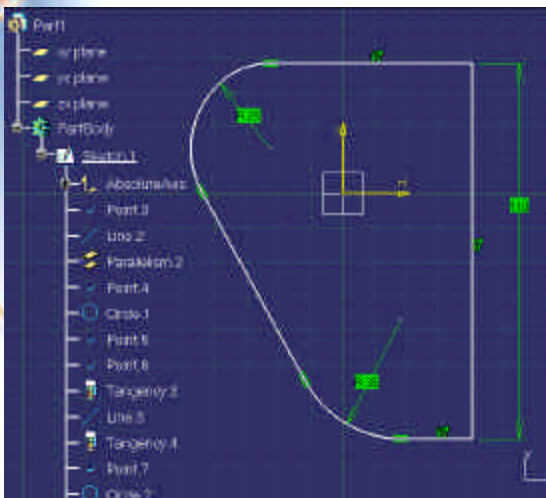 Part1
xy plane
yz plane
zx plane
PartBody
Sketch.1
AbsoluteAxis
Point.3
Line.2
Parallelism.2
Point.4
Circle.1
Point.5
Point.6
Tangency.3
Line.3
Tangency.4
Point.7
Circle.2
H
V